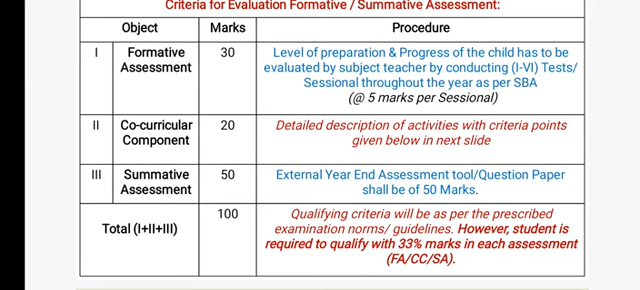 Criteria for Evaluation Formative / Summative Assessment:
Object Marks Procedure
I Formative Assessment 30 Level of preparation & Progress of the child has to be
evaluated by subject teacher by conducting (I-VI) Tests/
Sessional throughout the year as per SBA
(@ 5 marks per Sessional)
II Co-curricular Component 20 Detailed description of activities with criteria points
given below in next slide
III Summative Assessment 50 External Year End Assessment tool/Question Paper
shall be of 50 Marks.
Total (I+II+III) 100 Qualifying criteria will be as per the prescribed
examination norms/ guidelines. However, student is
required to qualify with 33% marks in each assessment
(FA/CC/SA).